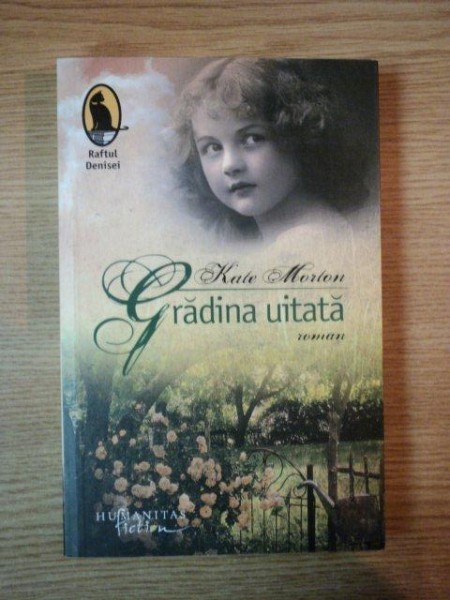 Raftul
Denisei
Kate Morton
Grădina uitată
roman
HUMANITAS
fiction